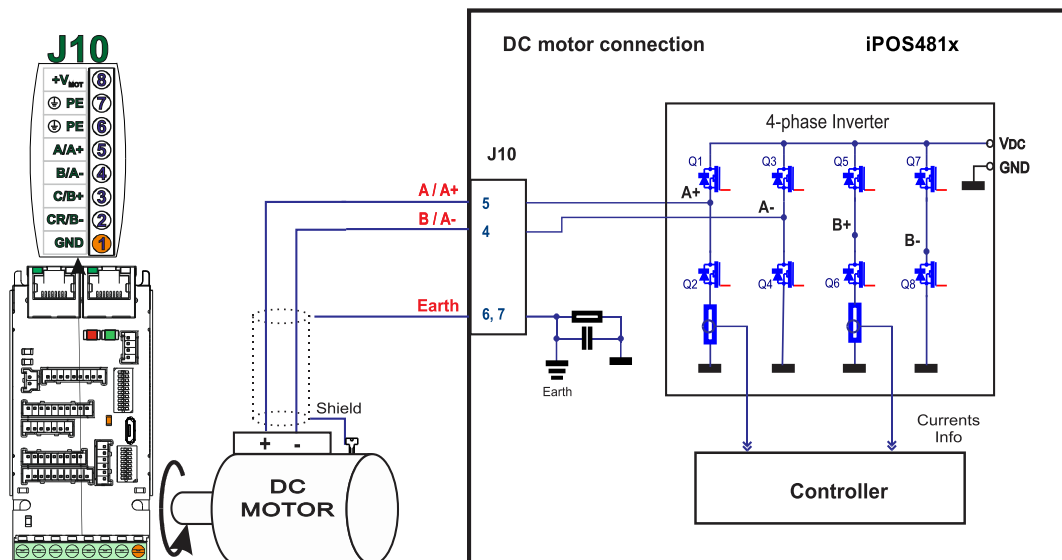 J10
+VMOT 8
PE 7
PE 6
A/A+ 5
B/A- 4
C/B+ 3
CR/B- 2
GND 1
DC motor connection
iPOS481x
4-phase Inverter
VDC
GND
Q1
Q3
Q5
Q7
A+
A-
B+
B-
Q2
Q4
Q6
Q8
J10
A / A+
5
B / A-
4
Earth
6, 7
Earth
Shield
+ -
DC
MOTOR
Currents
Info
Controller